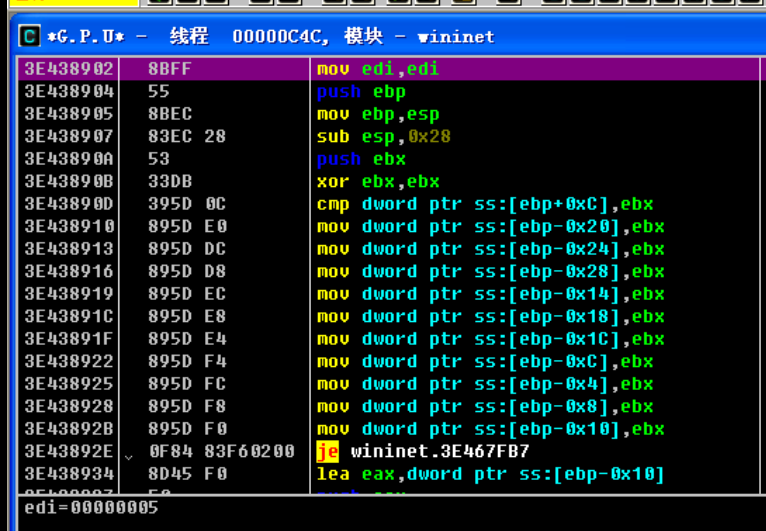 C *G.P.U* - 线程 00000C4C, 模块 - wininet
3E438902 8BFF mov edi,edi
3E438904 55 push ebp
3E438905 8BEC mov ebp,esp
3E438907 83EC 28 sub esp,0x28
3E43890A 53 push ebx
3E43890B 33DB xor ebx,ebx
3E43890D 395D 0C cmp dword ptr ss:[ebp+0xC],ebx
3E438910 895D E0 mov dword ptr ss:[ebp-0x20],ebx
3E438913 895D DC mov dword ptr ss:[ebp-0x24],ebx
3E438916 895D D8 mov dword ptr ss:[ebp-0x28],ebx
3E438919 895D EC mov dword ptr ss:[ebp-0x14],ebx
3E43891C 895D E8 mov dword ptr ss:[ebp-0x18],ebx
3E43891F 895D E4 mov dword ptr ss:[ebp-0x1C],ebx
3E438922 895D F4 mov dword ptr ss:[ebp-0xC],ebx
3E438925 895D FC mov dword ptr ss:[ebp-0x4],ebx
3E438928 895D F8 mov dword ptr ss:[ebp-0x8],ebx
3E43892B 895D F0 mov dword ptr ss:[ebp-0x10],ebx
3E43892E 0F84 83F60200 je wininet.3E467FB7
3E438934 8D45 F0 lea eax,dword ptr ss:[ebp-0x10]
edi=00000005